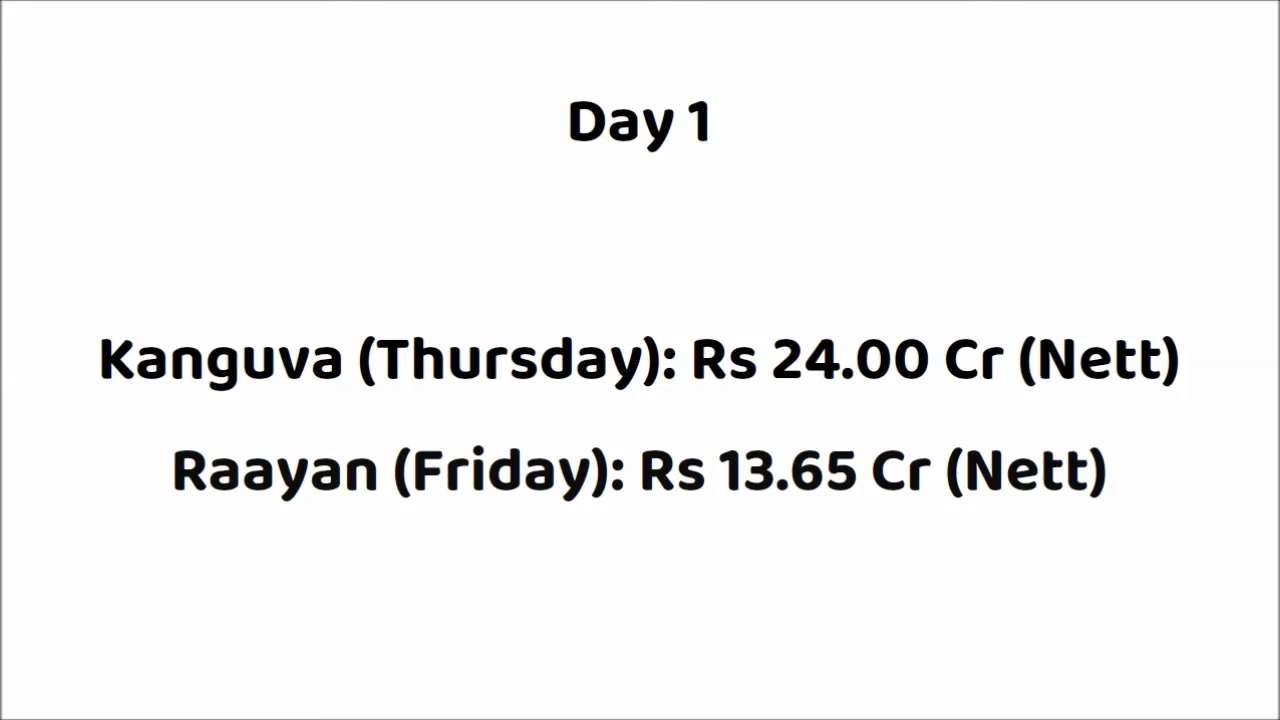 Day 1
Kanguva (Thursday): Rs 24.00 Cr (Nett)
Raayan (Friday): Rs 13.65 Cr (Nett)